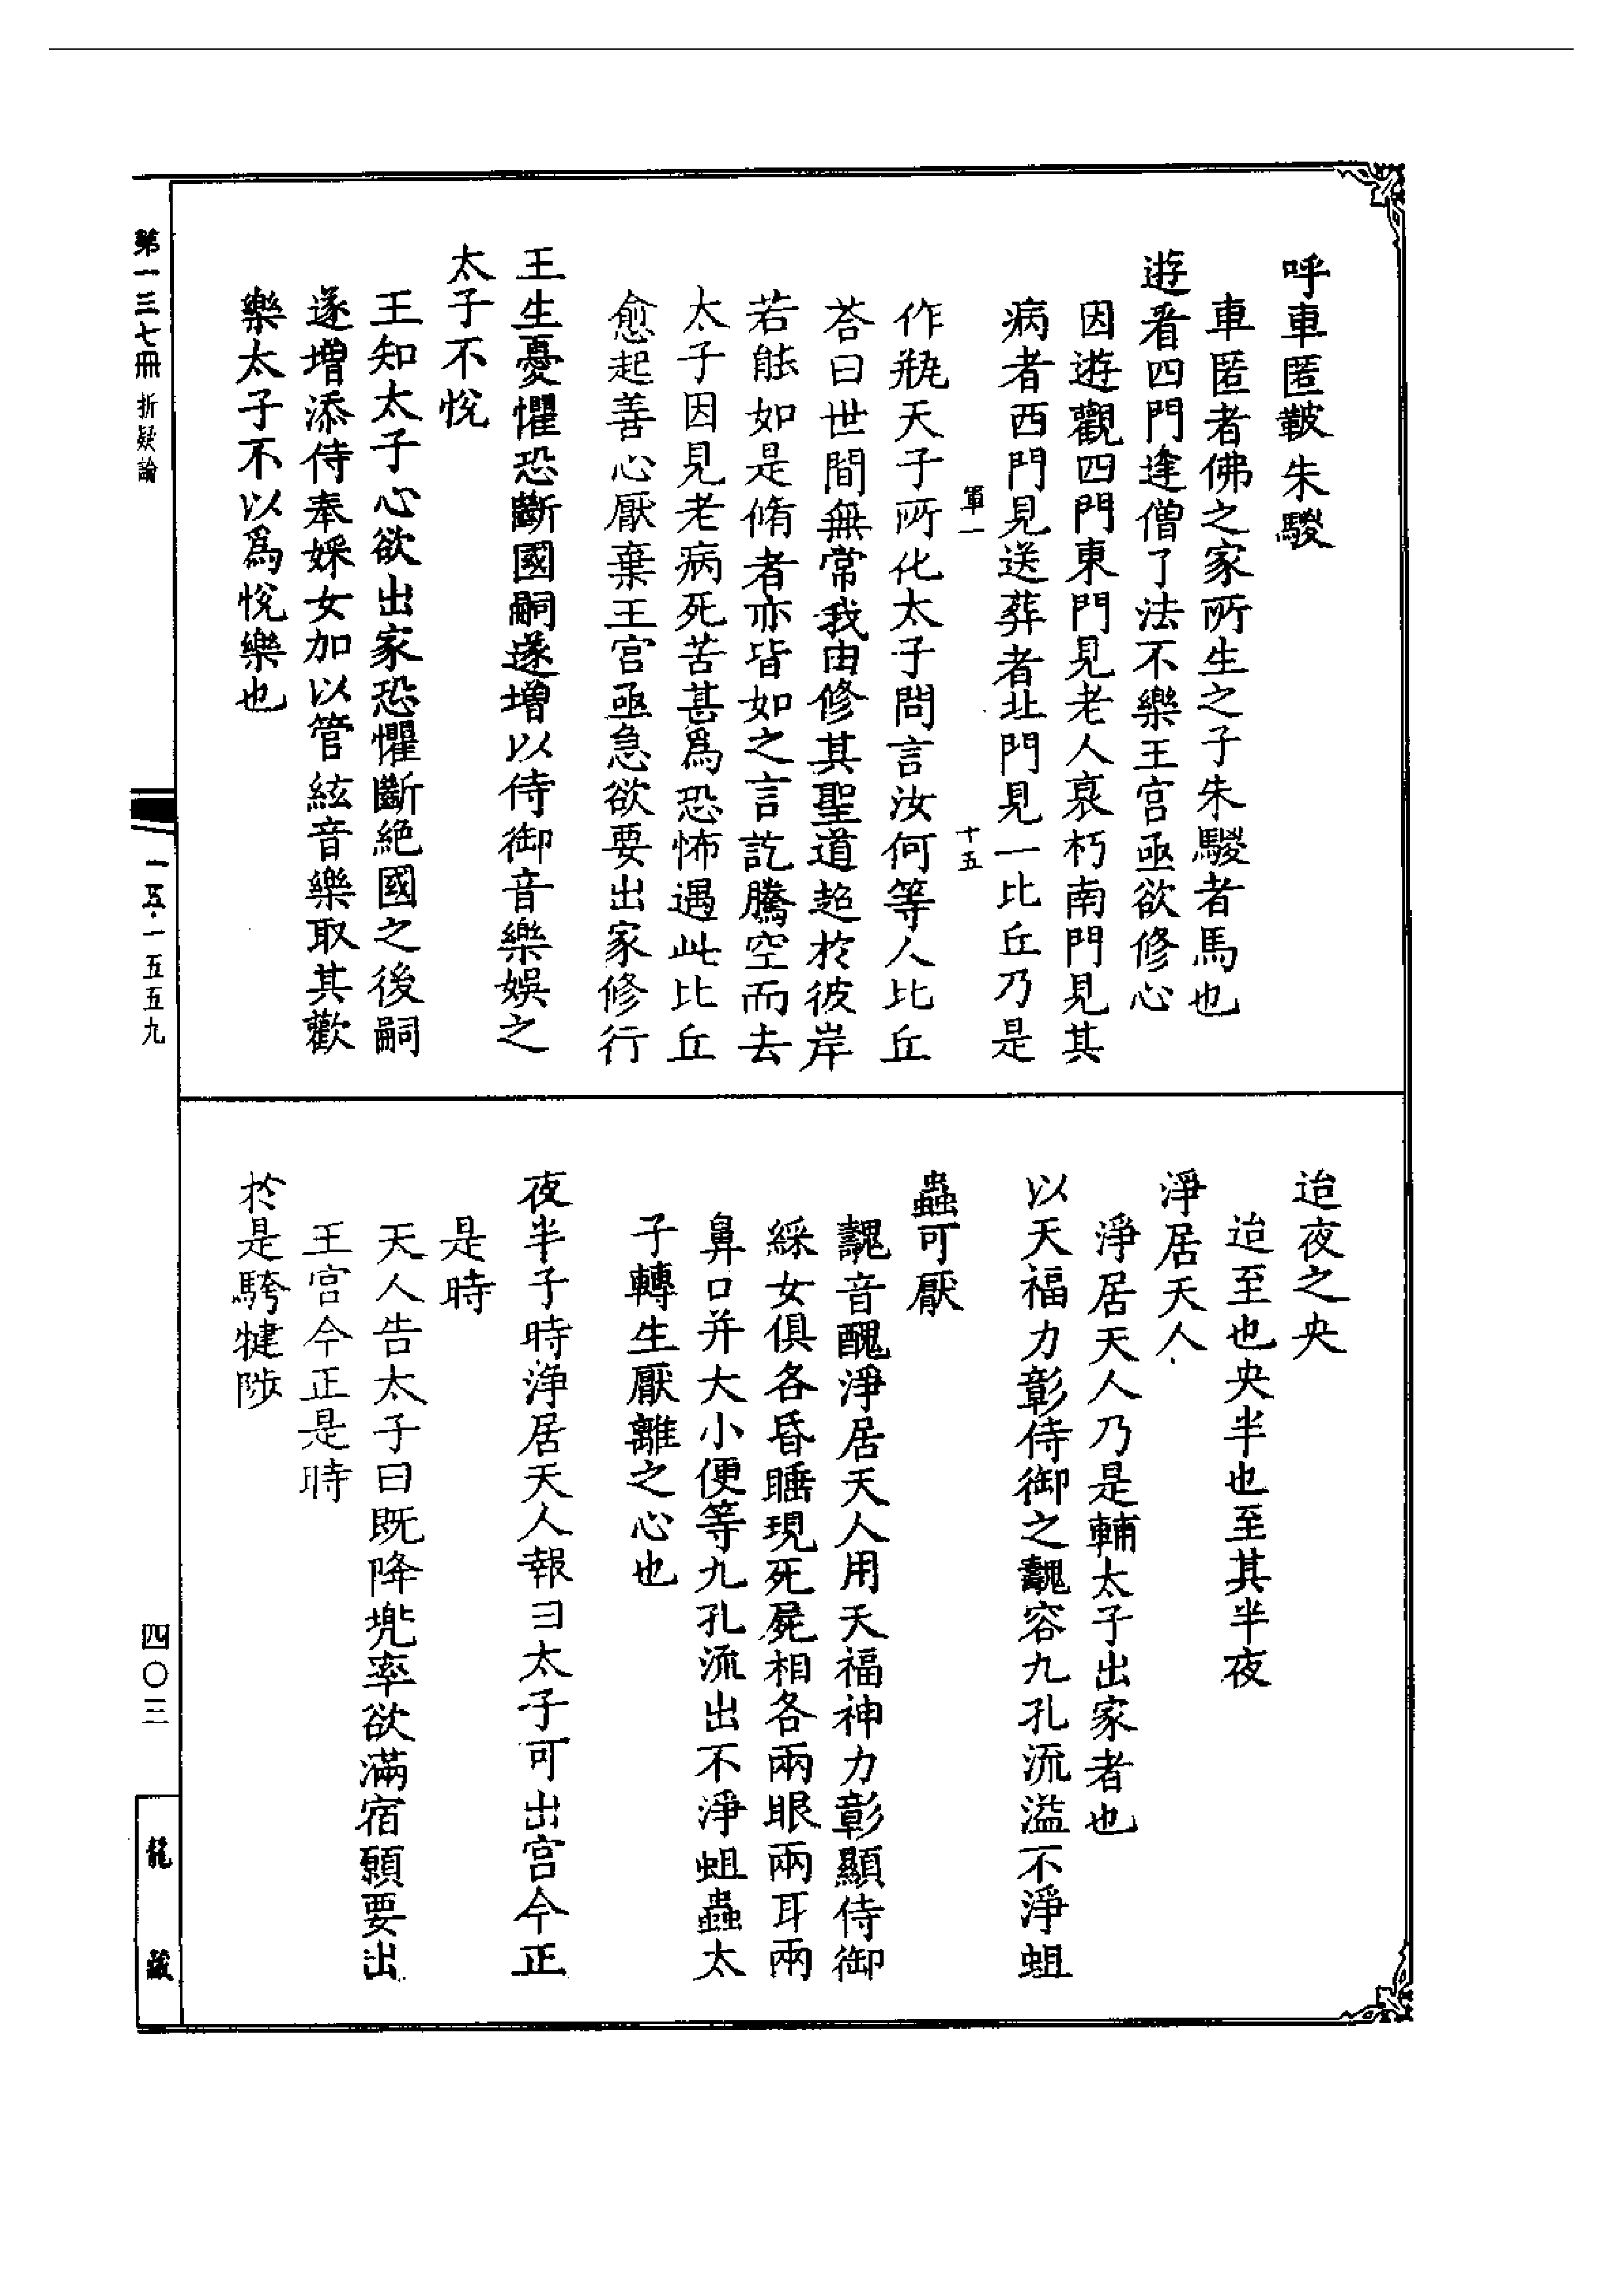 呼車匿鞁朱騣
車匿者佛之家所生之子朱騣者馬也
遊看四門逢僧了法不樂王宮亟欲修心
因遊觀四門東門見老人衰朽南門見其
病者西門見送葬者北門見一比丘乃是
軍一
十五
作瓶天子所化太子問言汝何等人比丘
荅曰世間無常我由修其聖道超於彼岸
若能如是脩者亦皆如之言訖騰空而去
太子因見老病死苦甚爲恐怖遇此比丘
愈起善心厭棄王宮亟急欲要出家修行
王生憂懼恐斷國嗣遂增以侍御音樂娛之
太子不悅
王知太子心欲出家恐懼斷絕國之後嗣
遂增添侍奉婇女加以管絃音樂取其歡
樂太子不以爲悅樂也
迨夜之央
迨至也央半也至其半夜
淨居天人
淨居天人乃是輔太子出家者也
以天福力彰侍御之魗容九孔流溢不淨蛆
蟲可厭
魗音醜淨居天人用天福神力彰顯侍御
綵女俱各昏睡現死屍相各兩眼兩耳兩
鼻口并大小便等九孔流出不淨蛆蟲太
子轉生厭離之心也
夜半子時淨居天人報曰太子可出宮今正
是時
天人告太子曰既降兠率欲滿宿願要出
王宮今正是時
於是騎犍陟
第一三七冊 折疑論
一五·一五五九
四〇三
龍藏